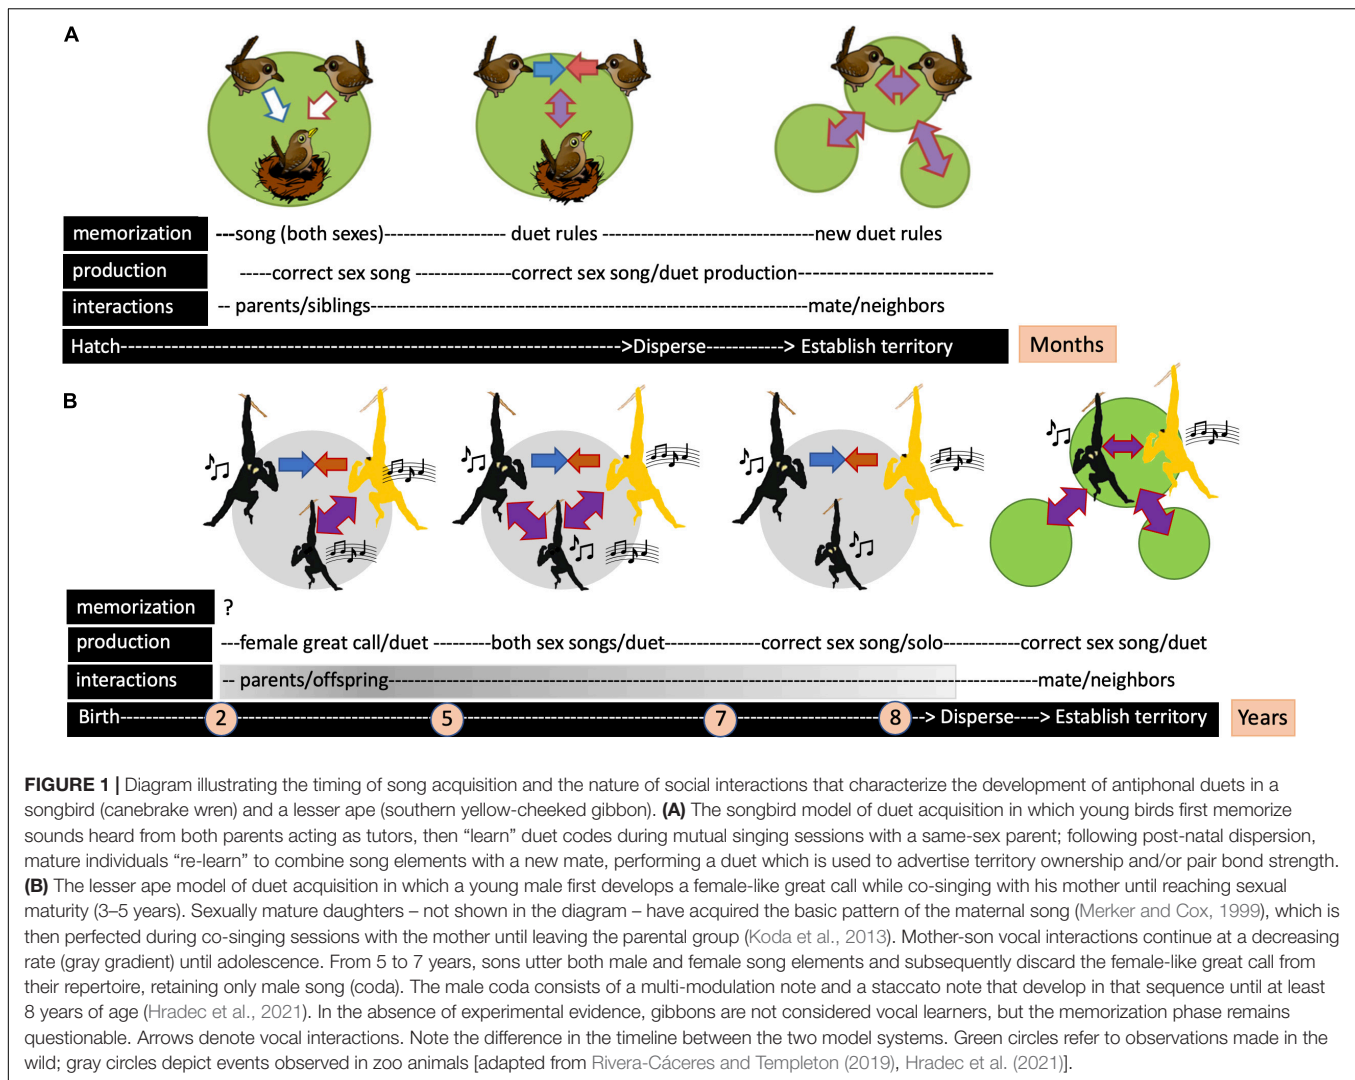 A
memorization ---song (both sexes)------------------- duet rules ---------------------------------new duet rules
production -----correct sex song ---------------correct sex song/duet production------------------------------
interactions -- parents/siblings-------------------------------------------------------------------mate/neighbors
Hatch-------------------------------------------------------------------->Disperse------------> Establish territory Months
B
memorization ?
production ---female great call/duet ---------both sex songs/duet---------------correct sex song/solo------------correct sex song/duet
interactions -- parents/offspring---------------------------------------------------------------------------------------------------mate/neighbors
Birth---------------2-----------------------------5-----------------------------------7----------------------8--> Disperse----> Establish territory Years
FIGURE 1 | Diagram illustrating the timing of song acquisition and the nature of social interactions that characterize the development of antiphonal duets in a
songbird (canebrake wren) and a lesser ape (southern yellow-cheeked gibbon). (A) The songbird model of duet acquisition in which young birds first memorize
sounds heard from both parents acting as tutors, then “learn” duet codes during mutual singing sessions with a same-sex parent; following post-natal dispersion,
mature individuals “re-learn” to combine song elements with a new mate, performing a duet which is used to advertise territory ownership and/or pair bond strength.
(B) The lesser ape model of duet acquisition in which a young male first develops a female-like great call while co-singing with his mother until reaching sexual
maturity (3–5 years). Sexually mature daughters – not shown in the diagram – have acquired the basic pattern of the maternal song (Merker and Cox, 1999), which is
then perfected during co-singing sessions with the mother until leaving the parental group (Koda et al., 2013). Mother-son vocal interactions continue at a decreasing
rate (gray gradient) until adolescence. From 5 to 7 years, sons utter both male and female song elements and subsequently discard the female-like great call from
their repertoire, retaining only male song (coda). The male coda consists of a multi-modulation note and a staccato note that develop in that sequence until at least
8 years of age (Hradec et al., 2021). In the absence of experimental evidence, gibbons are not considered vocal learners, but the memorization phase remains
questionable. Arrows denote vocal interactions. Note the difference in the timeline between the two model systems. Green circles refer to observations made in the
wild; gray circles depict events observed in zoo animals [adapted from Rivera-Cáceres and Templeton (2019), Hradec et al. (2021)].